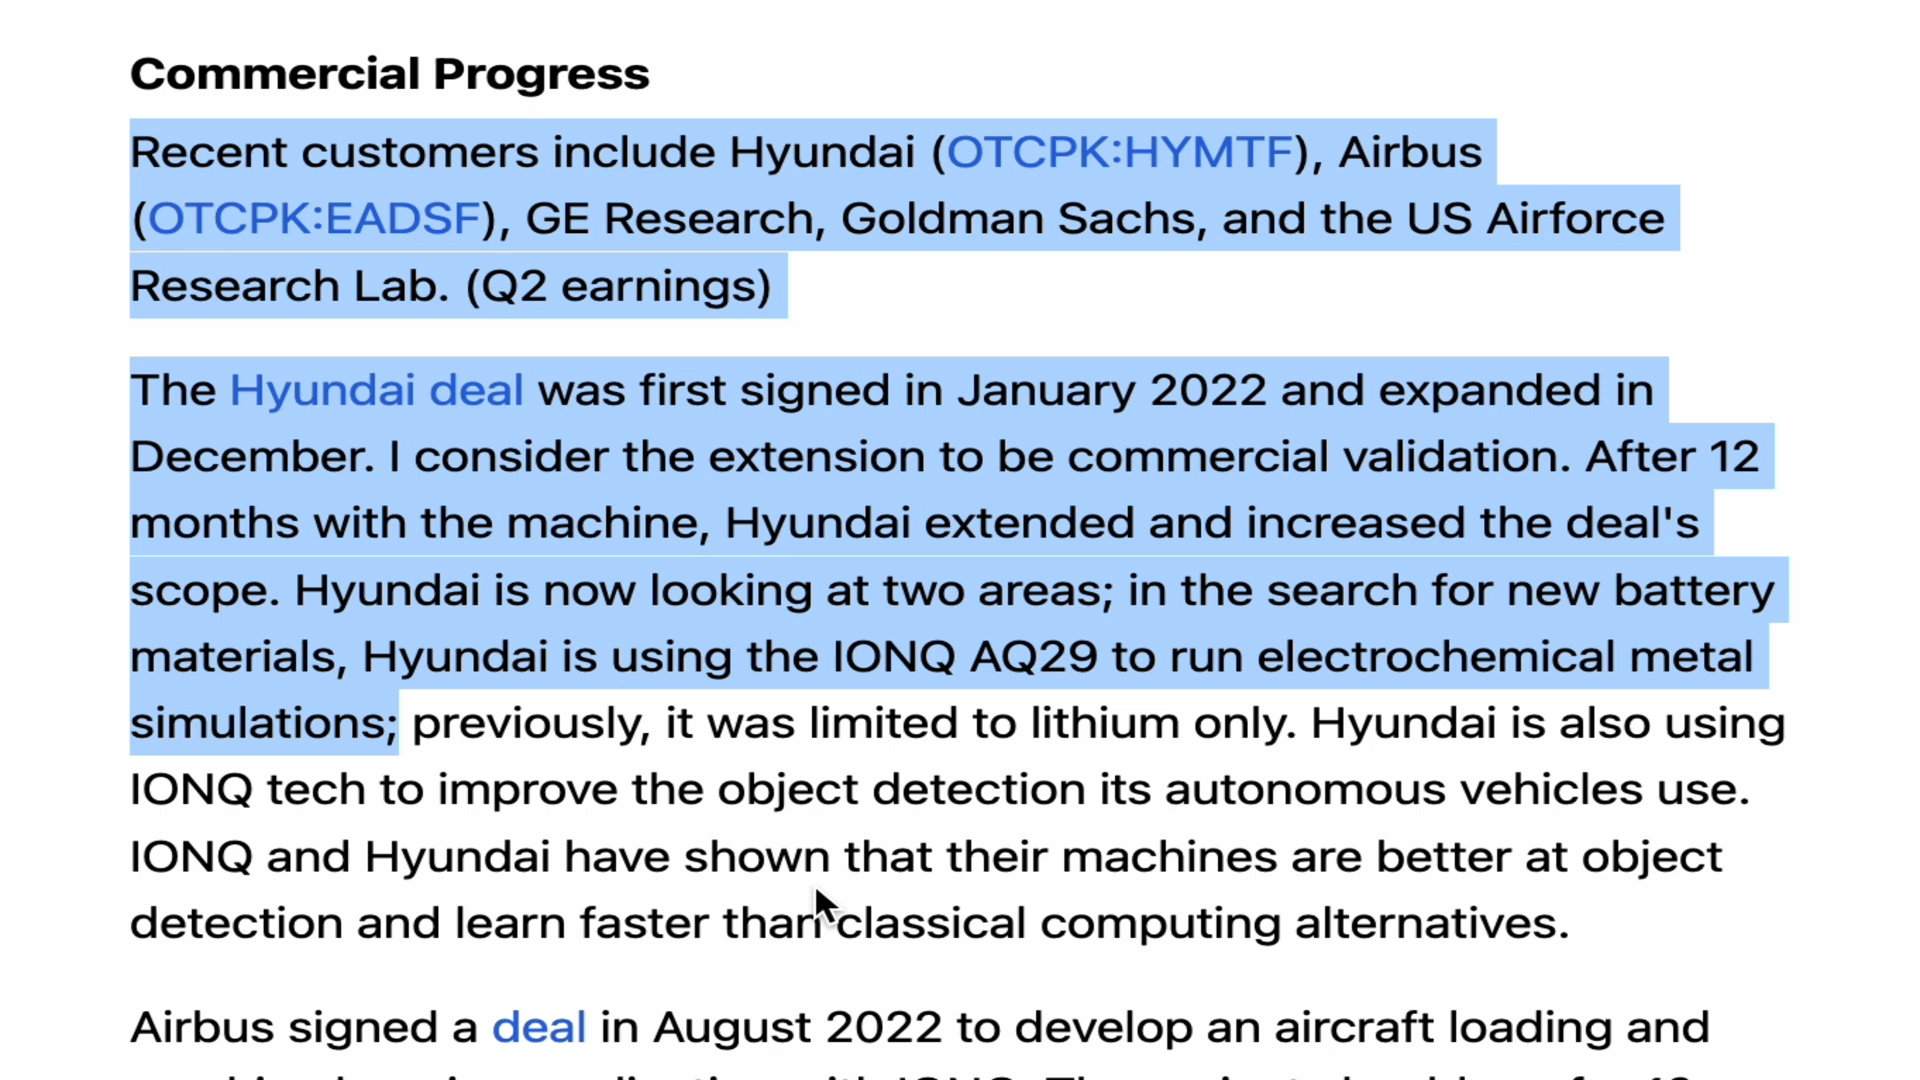 Commercial Progress
Recent customers include Hyundai (OTCPK:HYMTF), Airbus
(OTCPK:EADSF), GE Research, Goldman Sachs, and the US Airforce
Research Lab. (Q2 earnings)
The Hyundai deal was first signed in January 2022 and expanded in
December. I consider the extension to be commercial validation. After 12
months with the machine, Hyundai extended and increased the deal's
scope. Hyundai is now looking at two areas; in the search for new battery
materials, Hyundai is using the IONQ AQ29 to run electrochemical metal
simulations; previously, it was limited to lithium only. Hyundai is also using
IONQ tech to improve the object detection its autonomous vehicles use.
IONQ and Hyundai have shown that their machines are better at object
detection and learn faster than classical computing alternatives.
Airbus signed a deal in August 2022 to develop an aircraft loading and